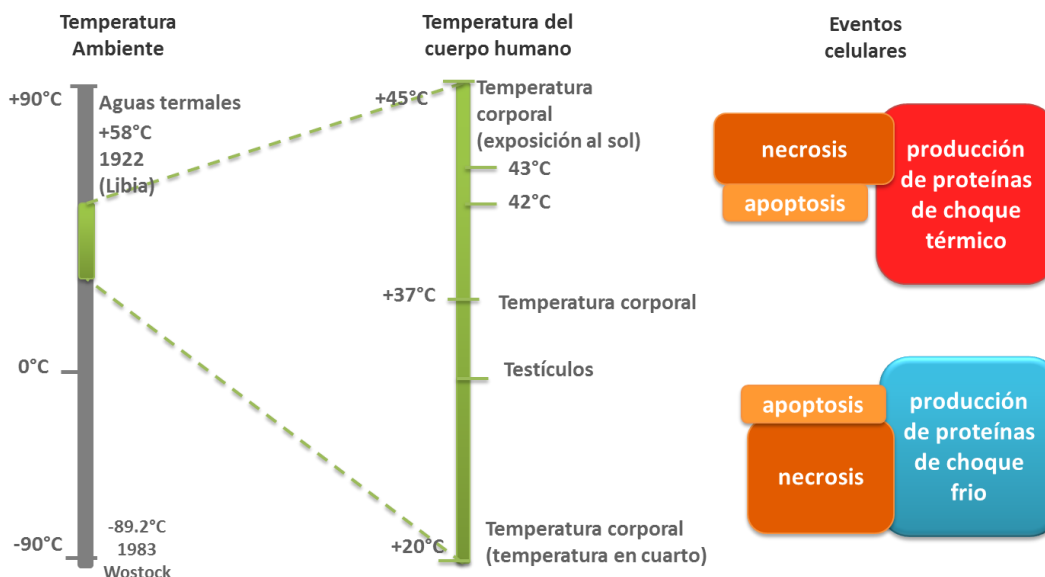 Temperatura
Ambiente
+90°C
Aguas termales
+58°C
1922
(Libia)
0°C
-90°C
-89.2°C
1983
Wostock
Temperatura del
cuerpo humano
+45°C
Temperatura
corporal
(exposición al sol)
43°C
42°C
+37°C
Temperatura corporal
Testículos
+20°C
Temperatura corporal
(temperatura en cuarto)
Eventos
celulares
necrosis
apoptosis
producción
de proteínas
de choque
térmico
apoptosis
necrosis
producción
de proteínas
de choque
frio